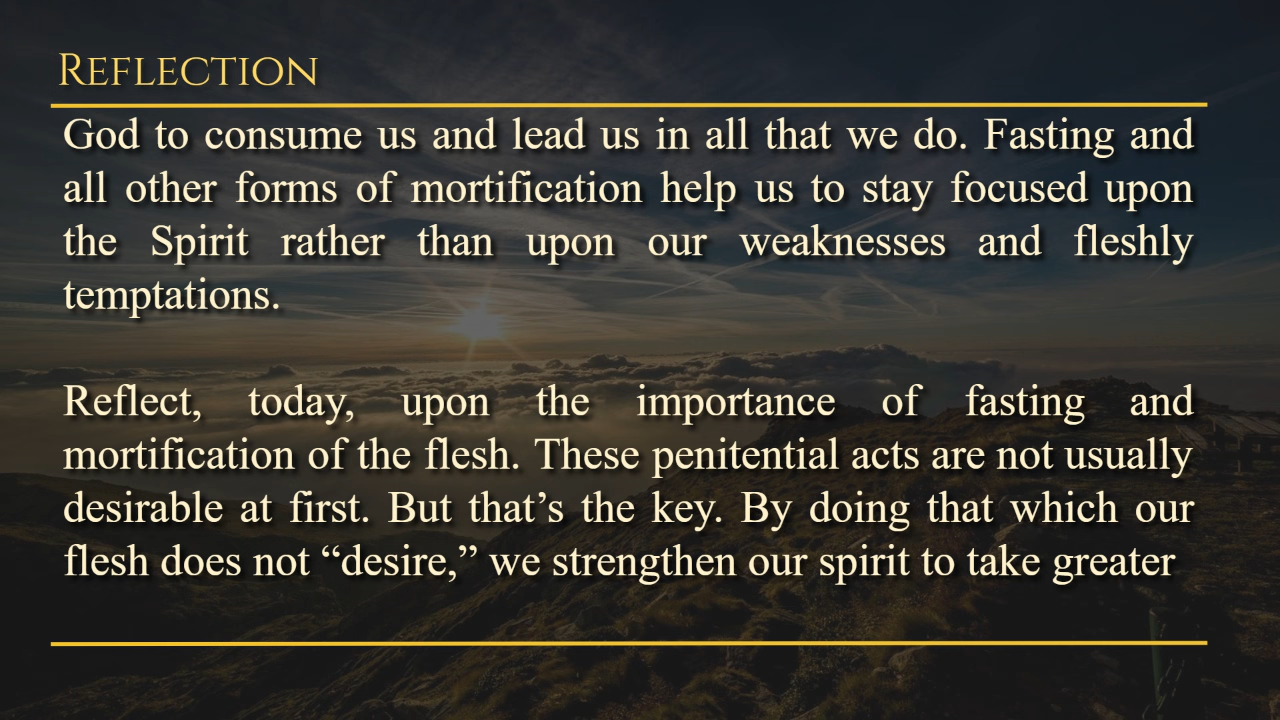 Reflection
God to consume us and lead us in all that we do. Fasting and
all other forms of mortification help us to stay focused upon
the Spirit rather than upon our weaknesses and fleshly
temptations.
Reflect, today, upon the importance of fasting and
mortification of the flesh. These penitential acts are not usually
desirable at first. But that’s the key. By doing that which our
flesh does not “desire,” we strengthen our spirit to take greater